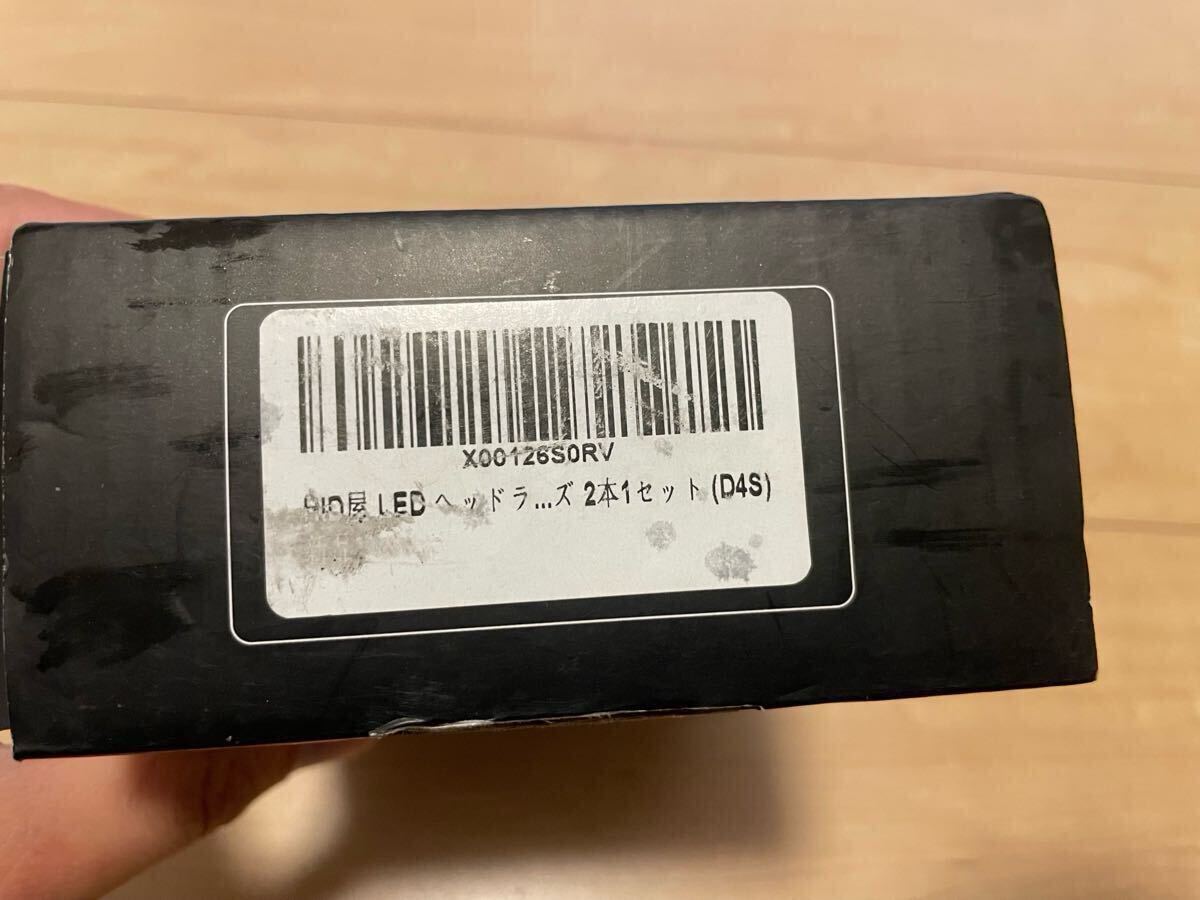 X00126S0RV
HID屋 LED ヘッドラ...ズ 2本1セット (D4S)